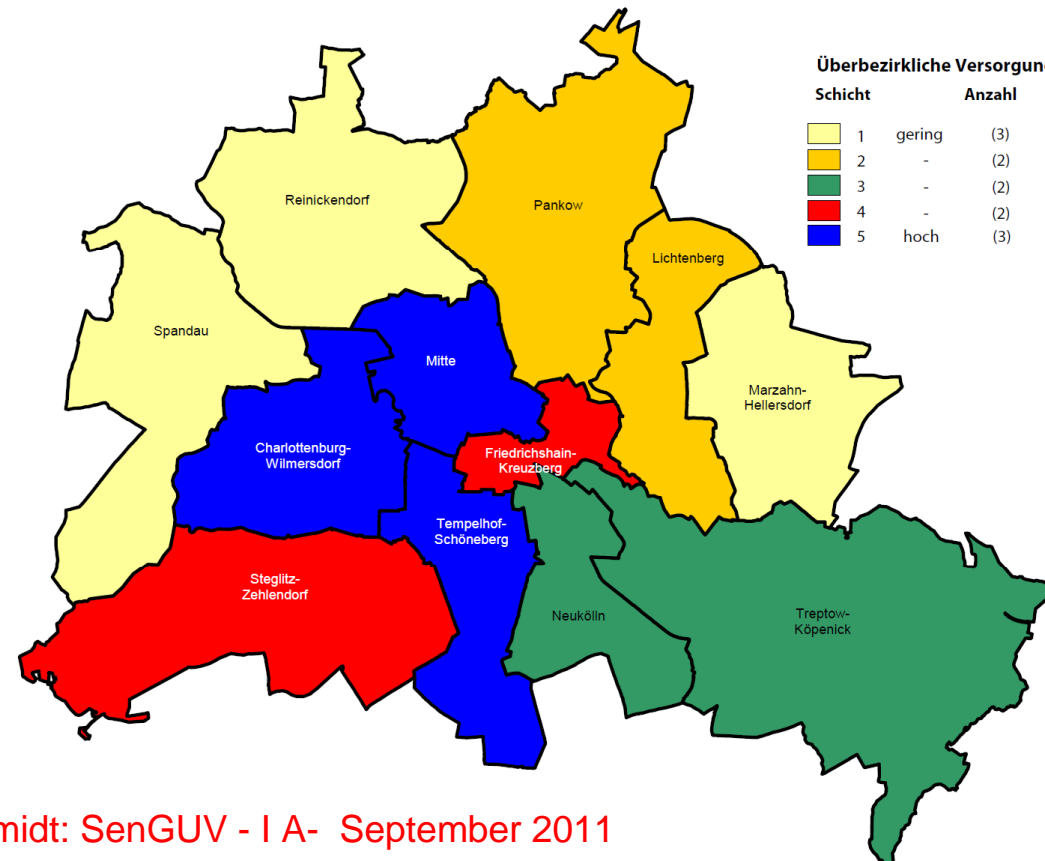 Überbezirkliche Versorgung
Schicht Anzahl
1 gering (3)
2 - (2)
3 - (2)
4 - (2)
5 hoch (3)
Reinickendorf
Pankow
Lichtenberg
Spandau
Mitte
Marzahn-
Hellersdorf
Charlottenburg-
Wilmersdorf
Friedrichshain-
Kreuzberg
Tempelhof-
Schöneberg
Steglitz-
Zehlendorf
Neukölln
Treptow-
Köpenick
midt: SenGUV - I A- September 2011